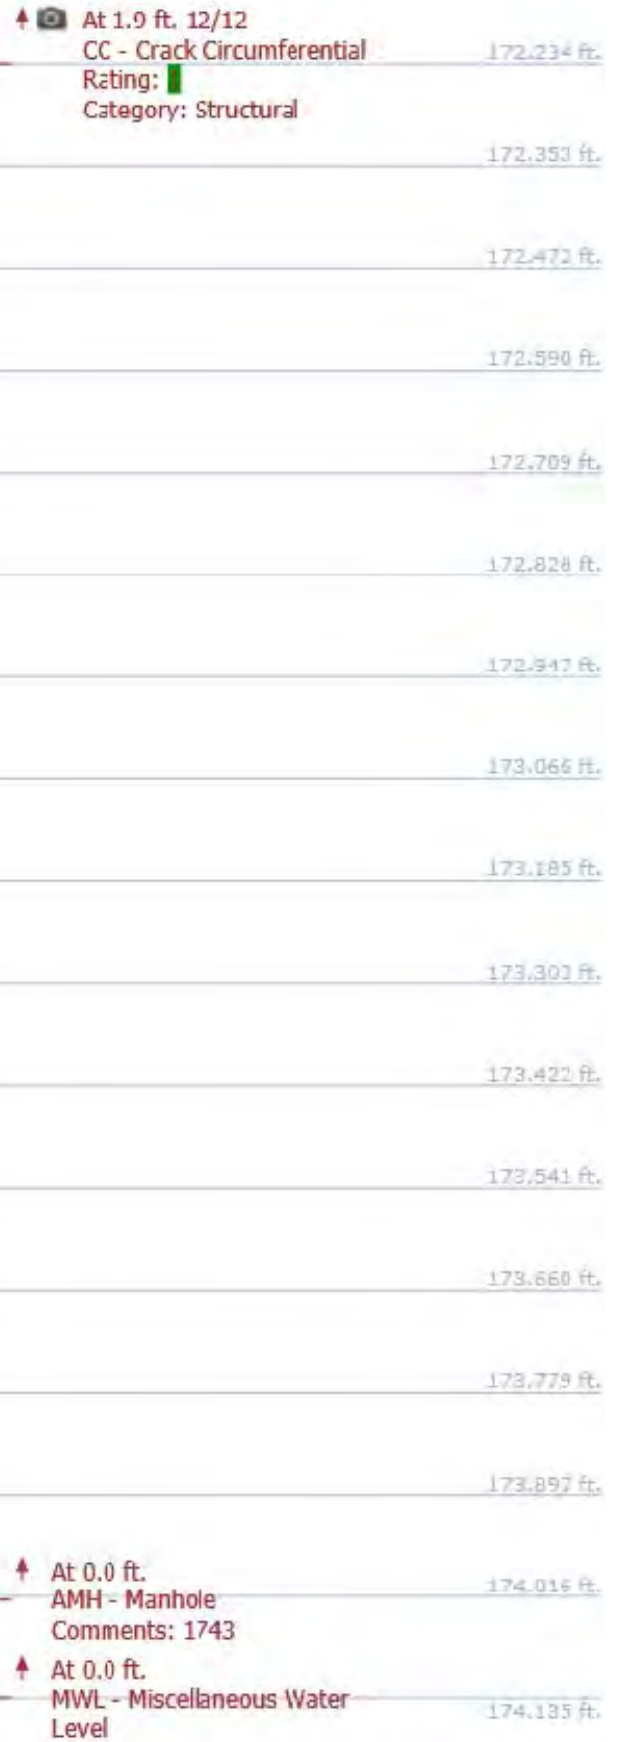 At 1.9 ft. 12/12
CC - Crack Circumferential
172.234 ft.
Rating:
Category: Structural
172.353 ft.
172.472 ft.
172.590 ft.
172.709 ft.
172.828 ft.
172.947 ft.
173.066 ft.
173.185 ft.
173.303 ft.
173.422 ft.
173.541 ft.
173.660 ft.
173.779 ft.
173.897 ft.
At 0.0 ft.
174.016 ft.
AMH - Manhole
Comments: 1743
At 0.0 ft.
MWL - Miscellaneous Water
174.135 ft.
Level